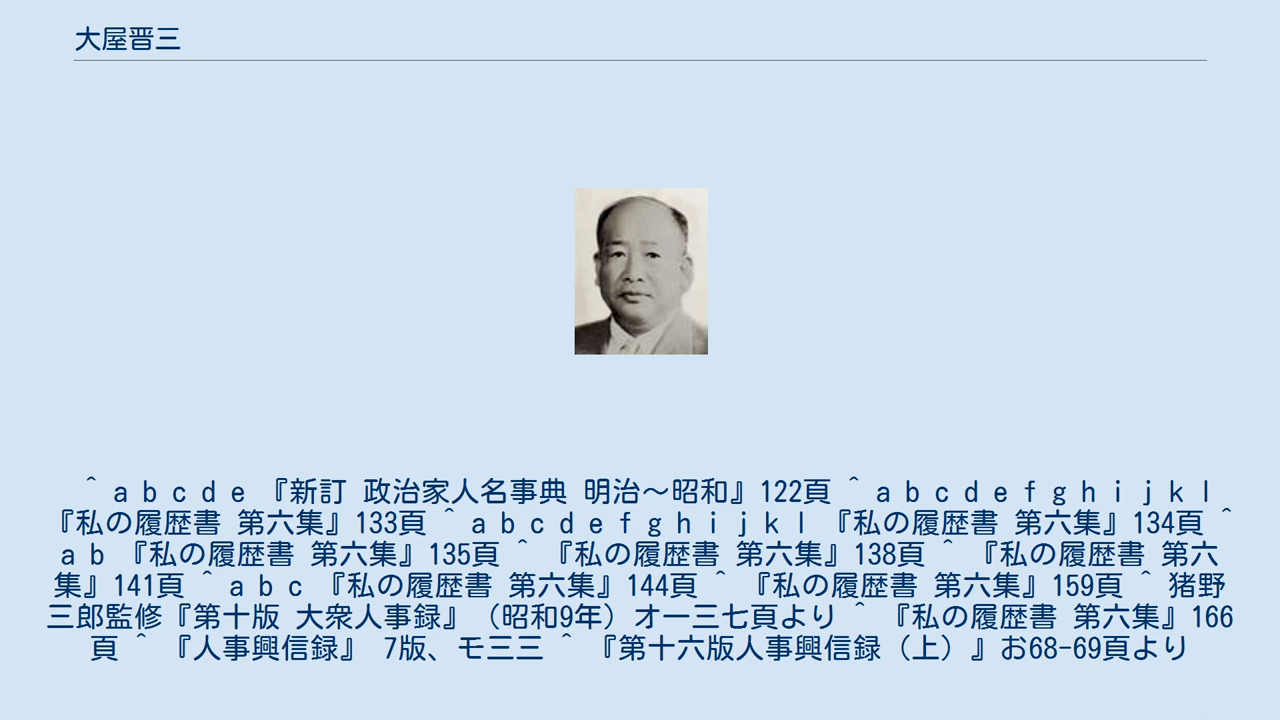 大屋晋三
^ a b c d e 『新訂 政治家人名事典 明治～昭和』122頁 ^ a b c d e f g h i j k l
『私の履歴書 第六集』133頁 ^ a b c d e f g h i j k l 『私の履歴書 第六集』134頁 ^
a b 『私の履歴書 第六集』135頁 ^ 『私の履歴書 第六集』138頁 ^ 『私の履歴書 第六
集』141頁 ^ a b c 『私の履歴書 第六集』144頁 ^ 『私の履歴書 第六集』159頁 ^ 猪野
三郎監修『第十版 大衆人事録』（昭和9年）オ一三七頁より ^ 『私の履歴書 第六集』166
頁 ^ 『人事興信録』 7版、モ三三 ^ 『第十六版人事興信録（上）』お68-69頁より